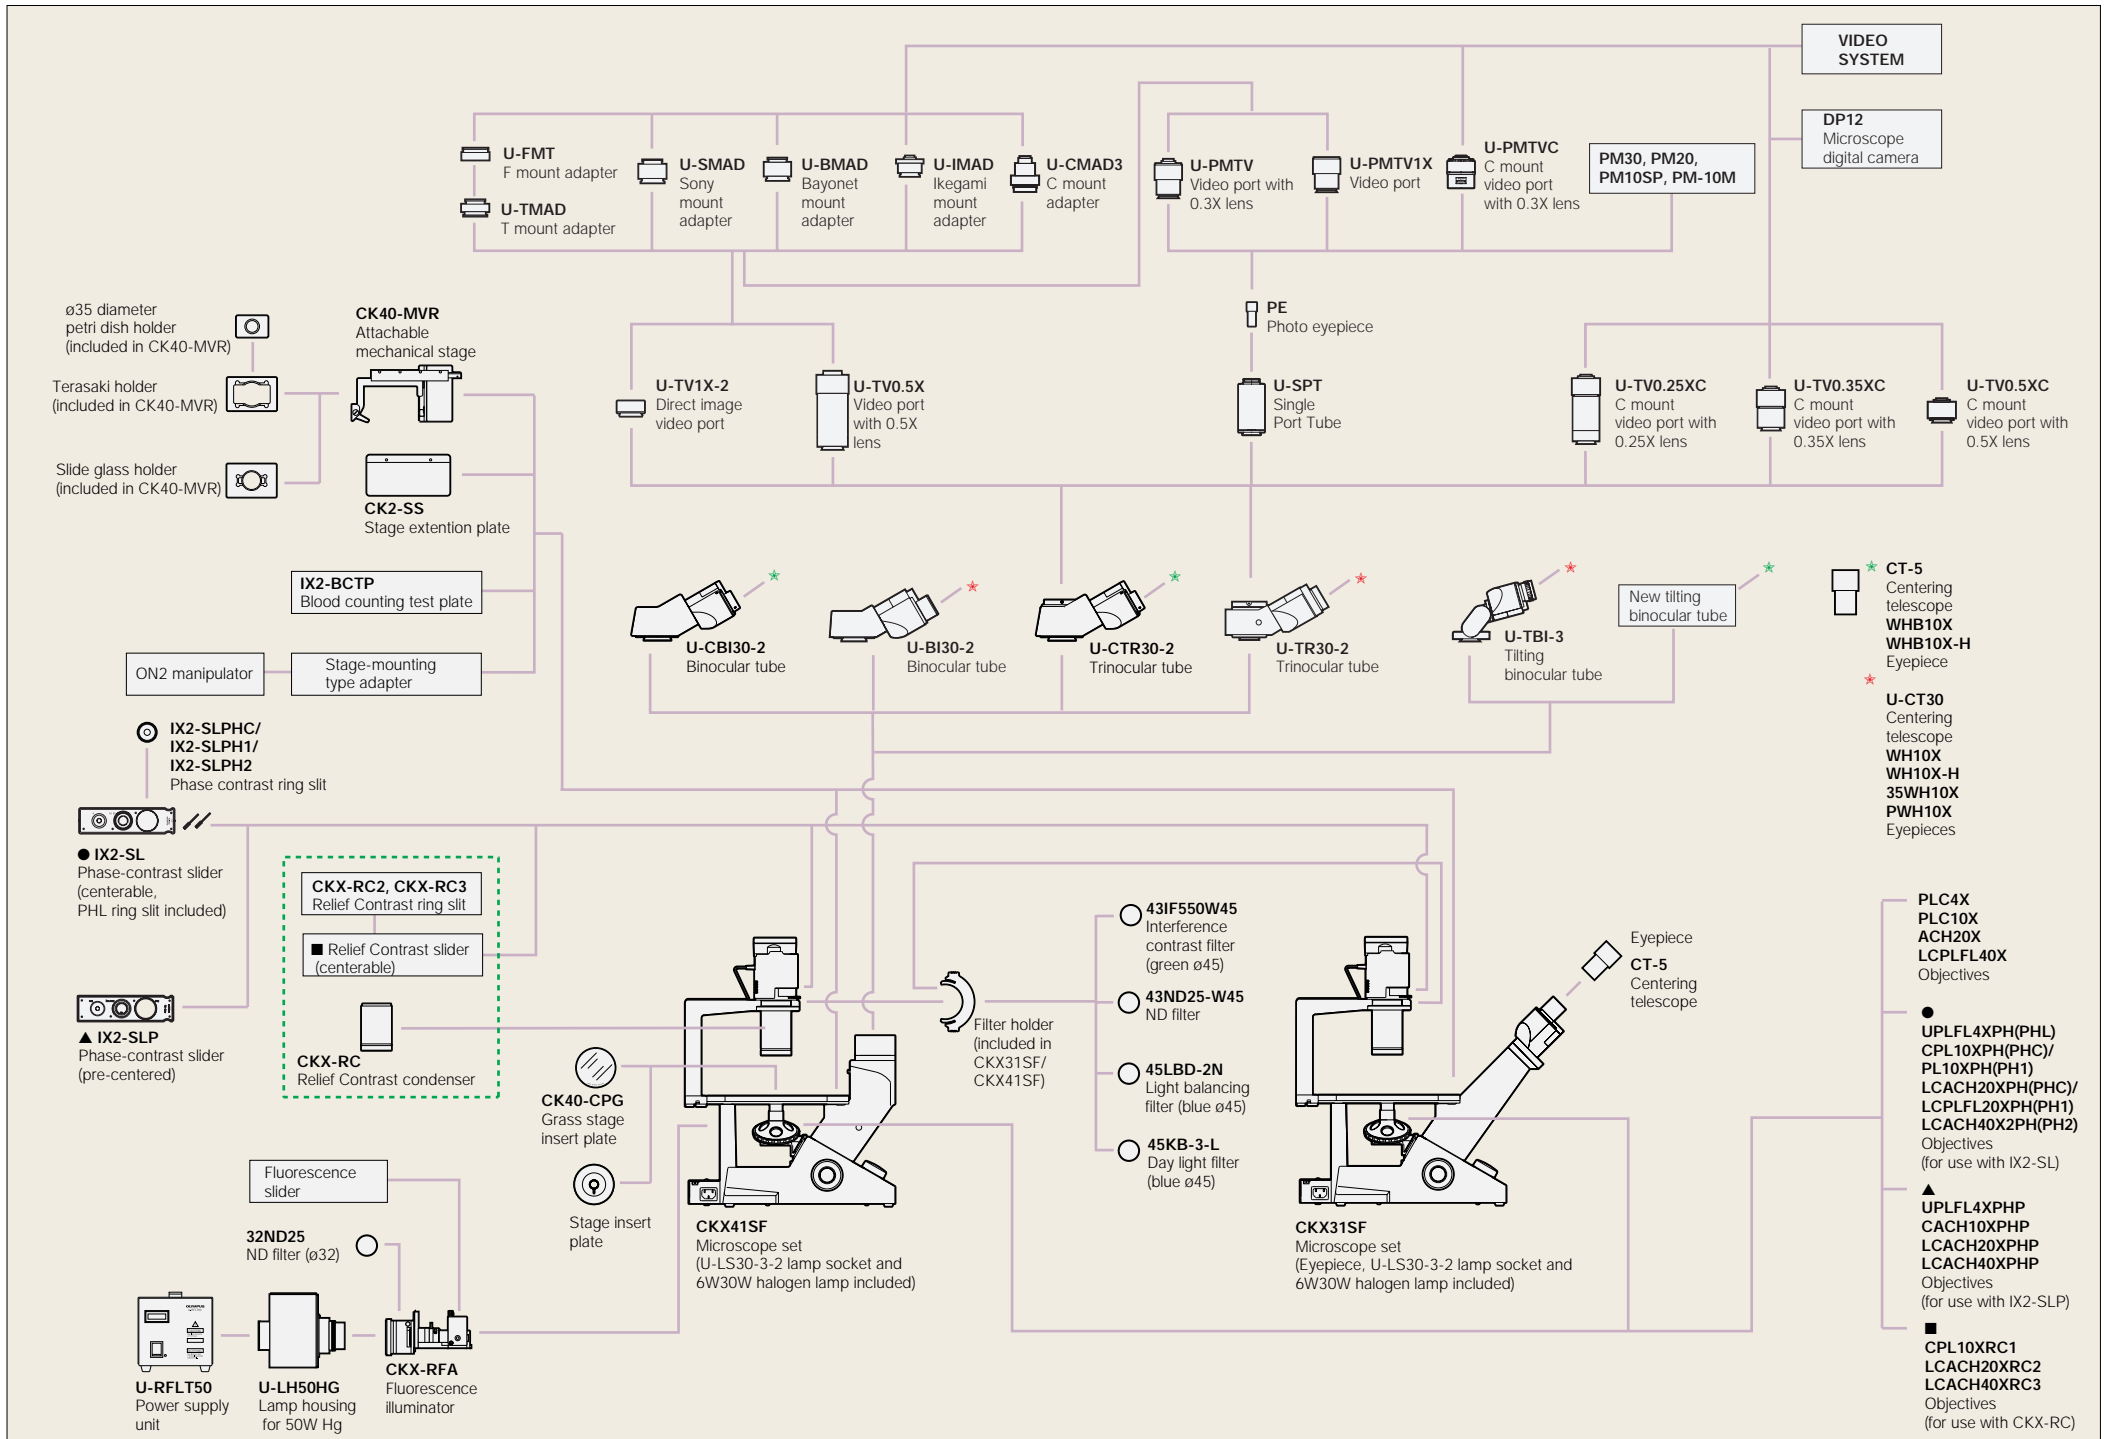 VIDEO
SYSTEM
DP12
Microscope
digital camera
U-FMT
F mount adapter
U-TMAD
T mount adapter
U-SMAD
Sony
mount
adapter
U-BMAD
Bayonet
mount
adapter
U-IMAD
Ikegami
mount
adapter
U-CMAD3
C mount
adapter
U-PMTV
Video port with
0.3X lens
U-PMTV1X
Video port
U-PMTVC
C mount
video port
with 0.3X lens
PM30, PM20,
PM10SP, PM-10M
ø35 diameter
petri dish holder
(included in CK40-MVR)
Terasaki holder
(included in CK40-MVR)
Slide glass holder
(included in CK40-MVR)
CK40-MVR
Attachable
mechanical stage
CK2-SS
Stage extention plate
U-TV1X-2
Direct image
video port
U-TV0.5X
Video port
with 0.5X
lens
PE
Photo eyepiece
U-SPT
Single
Port Tube
U-TV0.25XC
C mount
video port with
0.25X lens
U-TV0.35XC
C mount
video port with
0.35X lens
U-TV0.5XC
C mount
video port with
0.5X lens
IX2-BCTP
Blood counting test plate
ON2 manipulator
Stage-mounting
type adapter
U-CBI30-2
Binocular tube
U-BI30-2
Binocular tube
U-CTR30-2
Trinocular tube
U-TR30-2
Trinocular tube
U-TBI-3
Tilting
binocular tube
New tilting
binocular tube
CT-5
Centering
telescope
WHB10X
WHB10X-H
Eyepiece
U-CT30
Centering
telescope
WH10X
WH10X-H
35WH10X
PWH10X
Eyepieces
IX2-SLPHC/
IX2-SLPH1/
IX2-SLPH2
Phase contrast ring slit
● IX2-SL
Phase-contrast slider
(centerable,
PHL ring slit included)
▲ IX2-SLP
Phase-contrast slider
(pre-centered)
CKX-RC2, CKX-RC3
Relief Contrast ring slit
■ Relief Contrast slider
(centerable)
CKX-RC
Relief Contrast condenser
CK40-CPG
Grass stage
insert plate
Stage insert
plate
Filter holder
(included in
CKX31SF/
CKX41SF)
43IF550W45
Interference
contrast filter
(green ø45)
43ND25-W45
ND filter
45LBD-2N
Light balancing
filter (blue ø45)
45KB-3-L
Day light filter
(blue ø45)
Eyepiece
CT-5
Centering
telescope
PLC4X
PLC10X
ACH20X
LCPLFL40X
Objectives
●
UPLFL4XPH(PHL)
CPL10XPH(PHC)/
PL10XPH(PH1)
LCACH20XPH(PHC)/
LCPLFL20XPH(PH1)
LCACH40X2PH(PH2)
Objectives
(for use with IX2-SL)
▲
UPLFL4XPHP
CACH10XPHP
LCACH20XPHP
LCACH40XPHP
Objectives
(for use with IX2-SLP)
■
CPL10XRC1
LCACH20XRC2
LCACH40XRC3
Objectives
(for use with CKX-RC)
Fluorescence
slider
32ND25
ND filter (ø32)
CKX41SF
Microscope set
(U-LS30-3-2 lamp socket and
6W30W halogen lamp included)
CKX31SF
Microscope set
(Eyepiece, U-LS30-3-2 lamp socket and
6W30W halogen lamp included)
OLYMPUS
U-RFLT50
Power supply
unit
U-LH50HG
Lamp housing
for 50W Hg
CKX-RFA
Fluorescence
illuminator